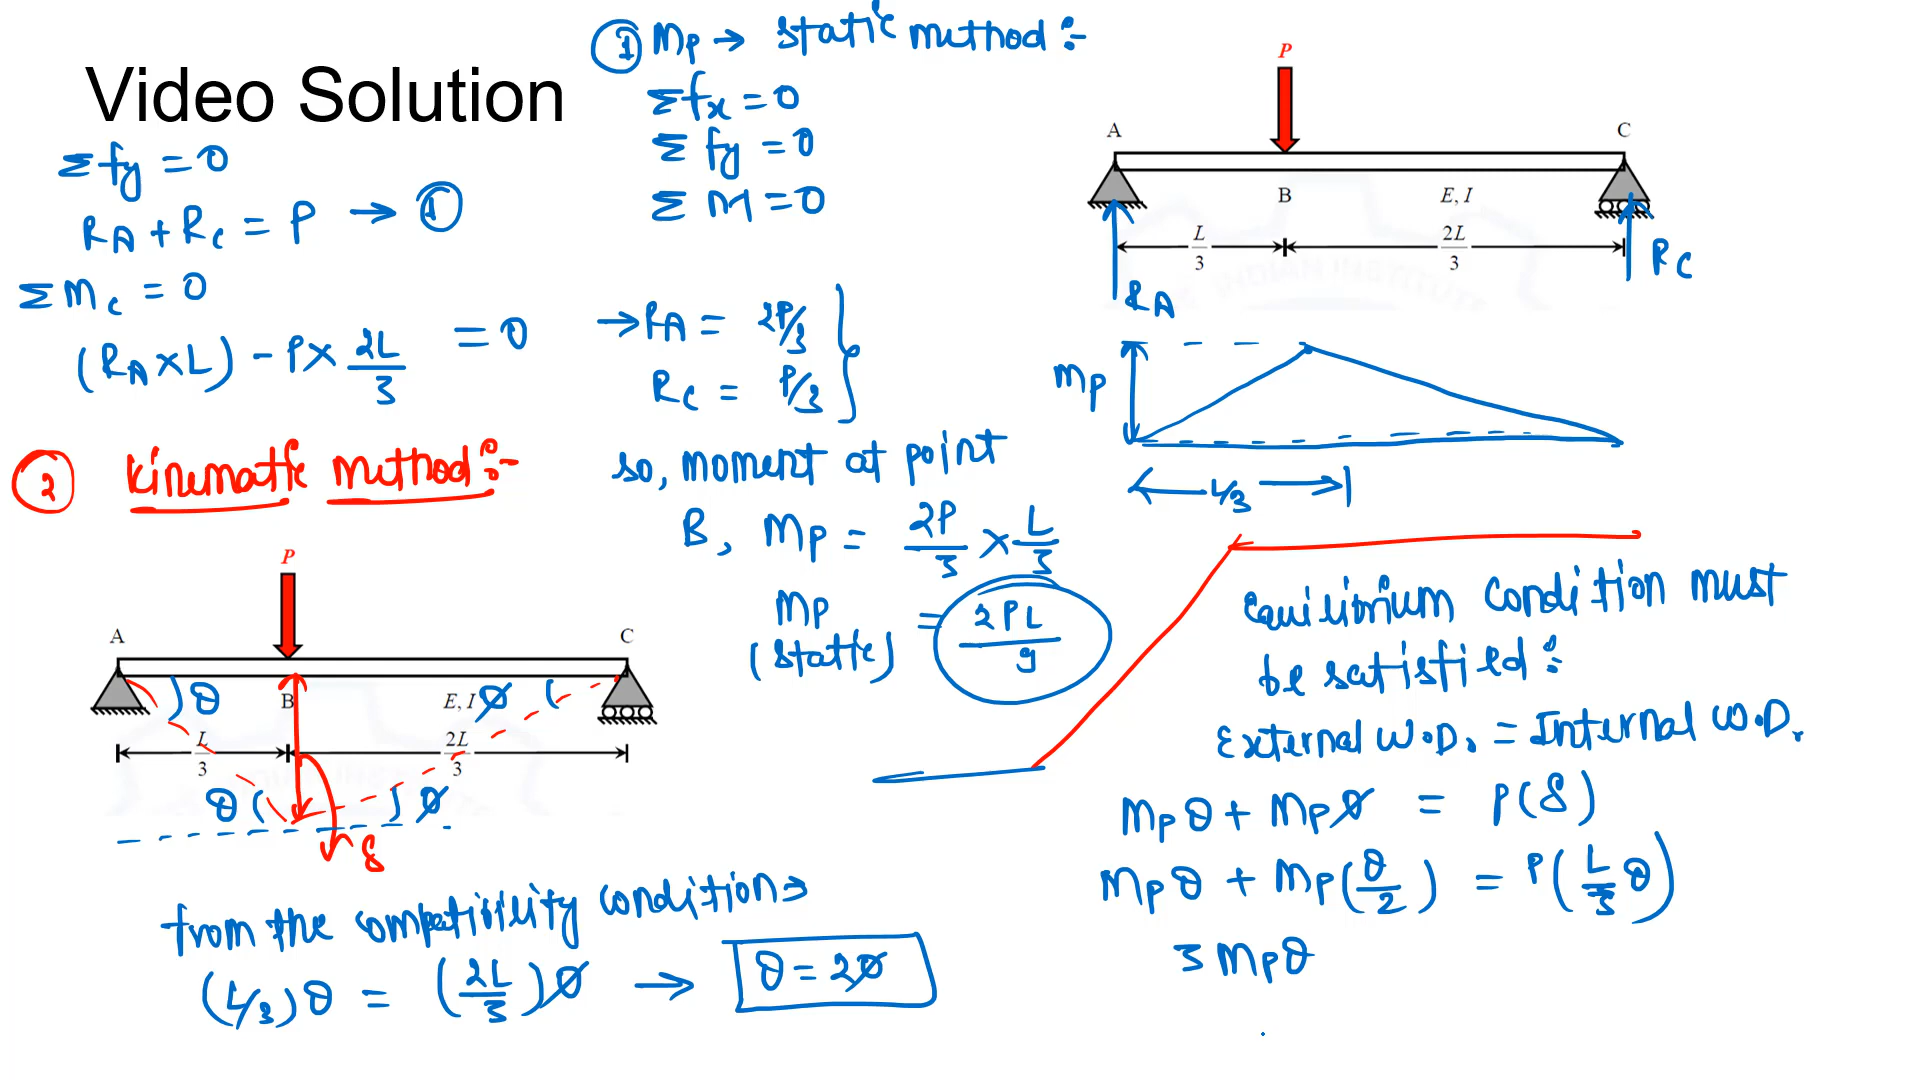 Video Solution
Σfy = 0
RA + Rc = P → ①
ΣMc = 0
(RA × L) - P × 2L/3 = 0
① Mp → static method :-
Σfx = 0
Σfy = 0
ΣM = 0
→ RA = 2P/3
Rc = P/3
so, moment at point
B, Mp = 2P/3 × L/3
Mp (static) = 2PL/9
P
A C
B E, I
L/3 2L/3
RA Rc
Mp
L/3
② kinematic method :-
P
A C
θ B E, I ø
L/3 2L/3
θ ø
δ
from the compatibility condition →
(L/3)θ = (2L/3)ø → θ = 2ø
Equilibrium condition must
be satisfied :-
External W.D. = Internal W.D.
Mpθ + Mpø = P(δ)
Mpθ + Mp(θ/2) = P(L/3 θ)
3 Mpθ